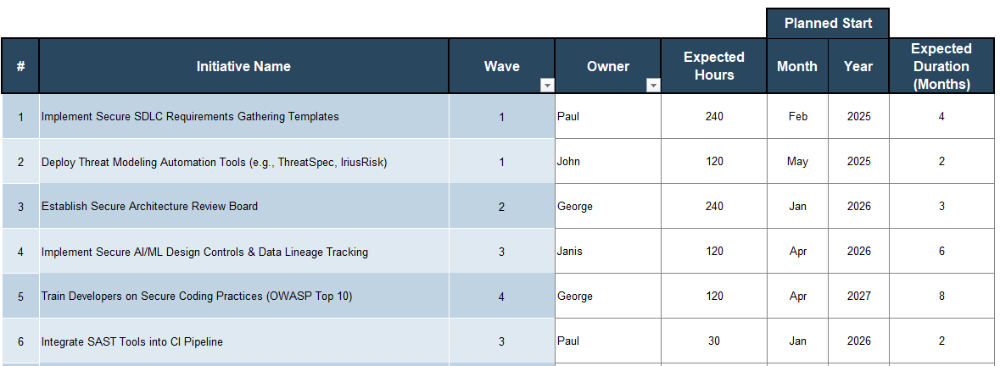 Planned Start
# Initiative Name Wave Owner Expected Hours Month Year Expected Duration (Months)
1 Implement Secure SDLC Requirements Gathering Templates 1 Paul 240 Feb 2025 4
2 Deploy Threat Modeling Automation Tools (e.g., ThreatSpec, IriusRisk) 1 John 120 May 2025 2
3 Establish Secure Architecture Review Board 2 George 240 Jan 2026 3
4 Implement Secure AI/ML Design Controls & Data Lineage Tracking 3 Janis 120 Apr 2026 6
5 Train Developers on Secure Coding Practices (OWASP Top 10) 4 George 120 Apr 2027 8
6 Integrate SAST Tools into CI Pipeline 3 Paul 30 Jan 2026 2